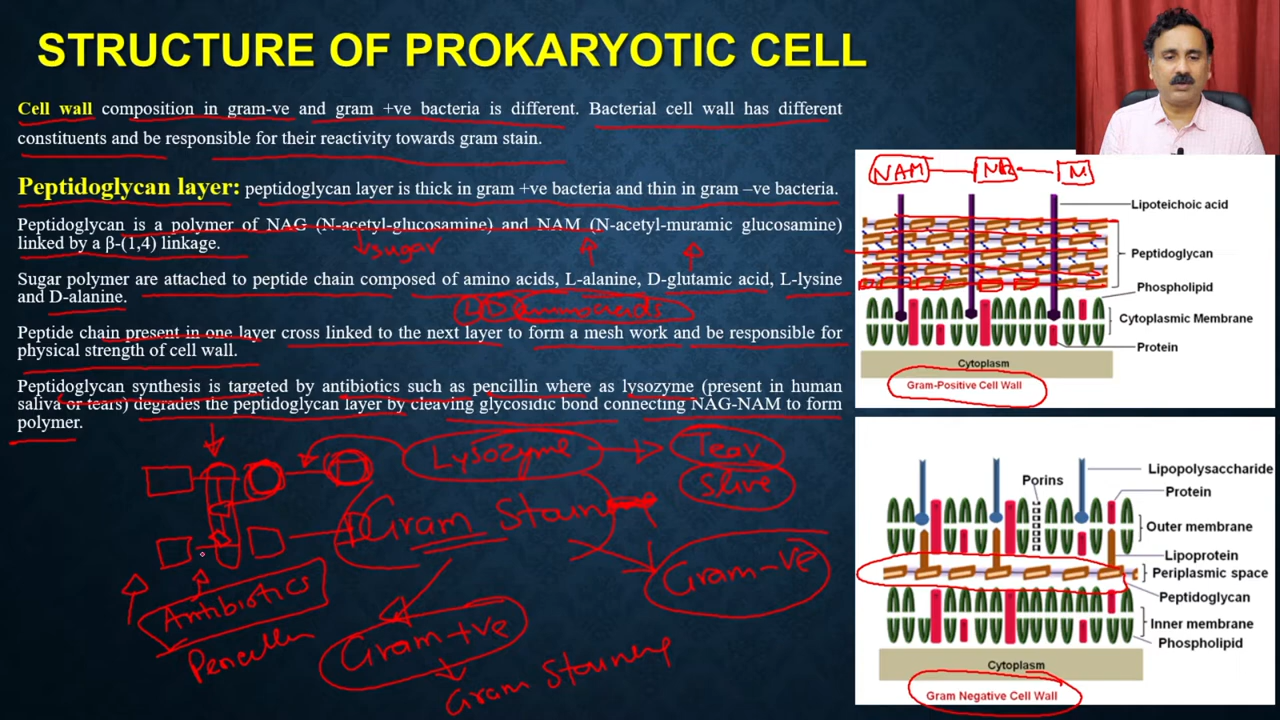 STRUCTURE OF PROKARYOTIC CELL
Cell wall composition in gram-ve and gram +ve bacteria is different. Bacterial cell wall has different
constituents and be responsible for their reactivity towards gram stain.
Peptidoglycan layer: peptidoglycan layer is thick in gram +ve bacteria and thin in gram –ve bacteria.
Peptidoglycan is a polymer of NAG (N-acetyl-glucosamine) and NAM (N-acetyl-muramic glucosamine)
linked by a β-(1,4) linkage.
sugar
Sugar polymer are attached to peptide chain composed of amino acids, L-alanine, D-glutamic acid, L-lysine
and D-alanine.
aminoacids
Peptide chain present in one layer cross linked to the next layer to form a mesh work and be responsible for
physical strength of cell wall.
Peptidoglycan synthesis is targeted by antibiotics such as pencillin where as lysozyme (present in human
saliva or tears) degrades the peptidoglycan layer by cleaving glycosidic bond connecting NAG-NAM to form
polymer.
Lysozyme
Tear
Slive
Gram Staining
Gram-ve
Antibiotics
Gram+ve
Gram Staining
NAM
Lipoteichoic acid
Peptidoglycan
Phospholipid
Cytoplasmic Membrane
Protein
Cytoplasm
Gram-Positive Cell Wall
Lipopolysaccharide
Porins
Protein
Outer membrane
Lipoprotein
Periplasmic space
Peptidoglycan
Inner membrane
Phospholipid
Cytoplasm
Gram Negative Cell Wall